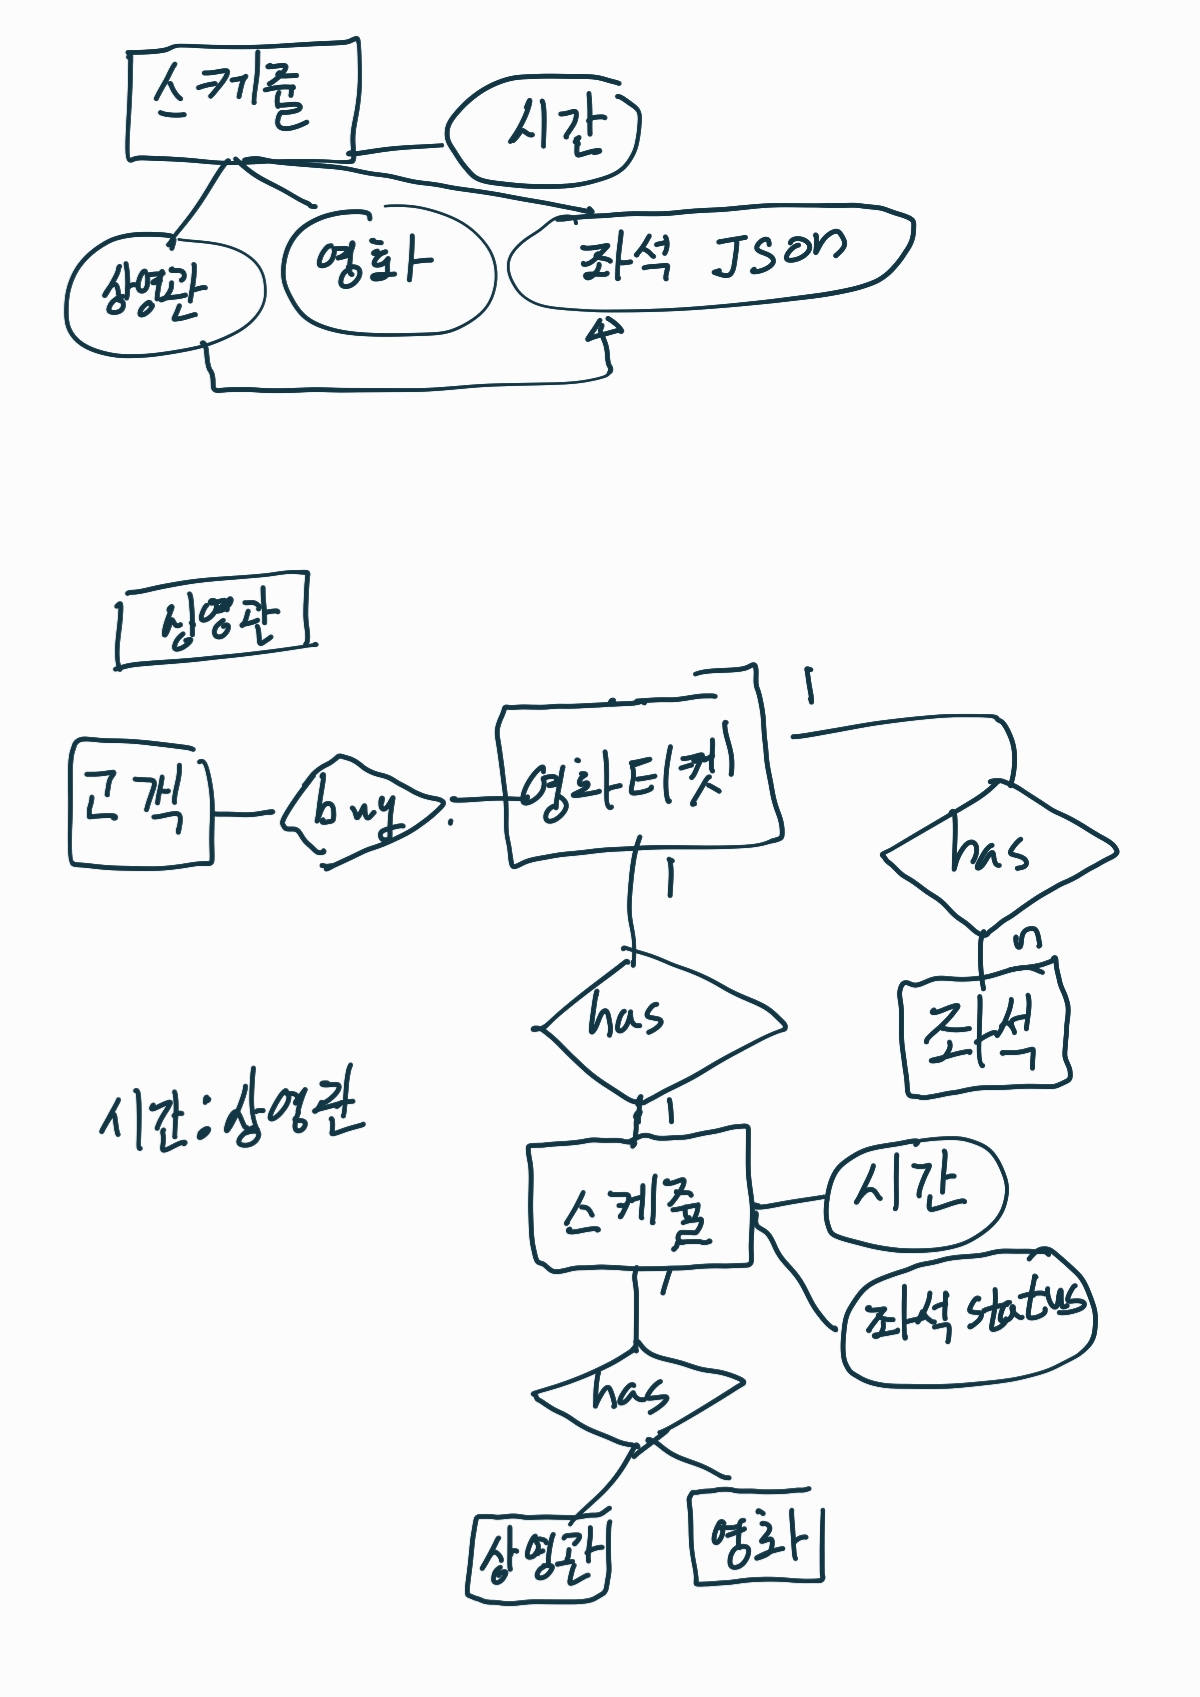 스케줄
시간
상영관
영화
좌석 Json
상영관
고객
buy
영화티켓
1
has
1
n
has
좌석
시간:상영관
1
스케줄
시간
좌석 status
1
has
상영관
영화